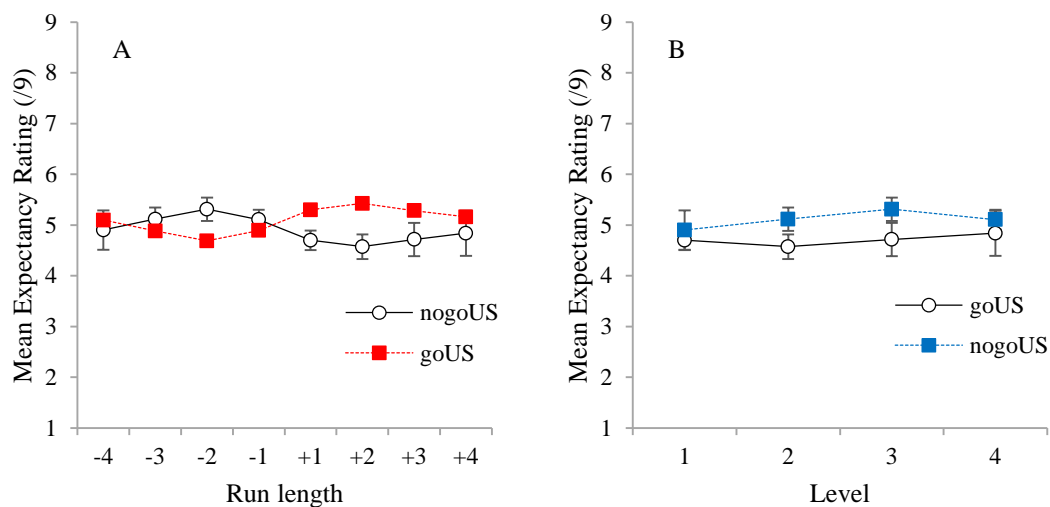 A
Mean Expectancy Rating (/9)
9
8
7
6
5
4
3
2
1
nogoUS
goUS
-4 -3 -2 -1 +1 +2 +3 +4
Run length
B
Mean Expectancy Rating (/9)
9
8
7
6
5
4
3
2
1
goUS
nogoUS
1 2 3 4
Level